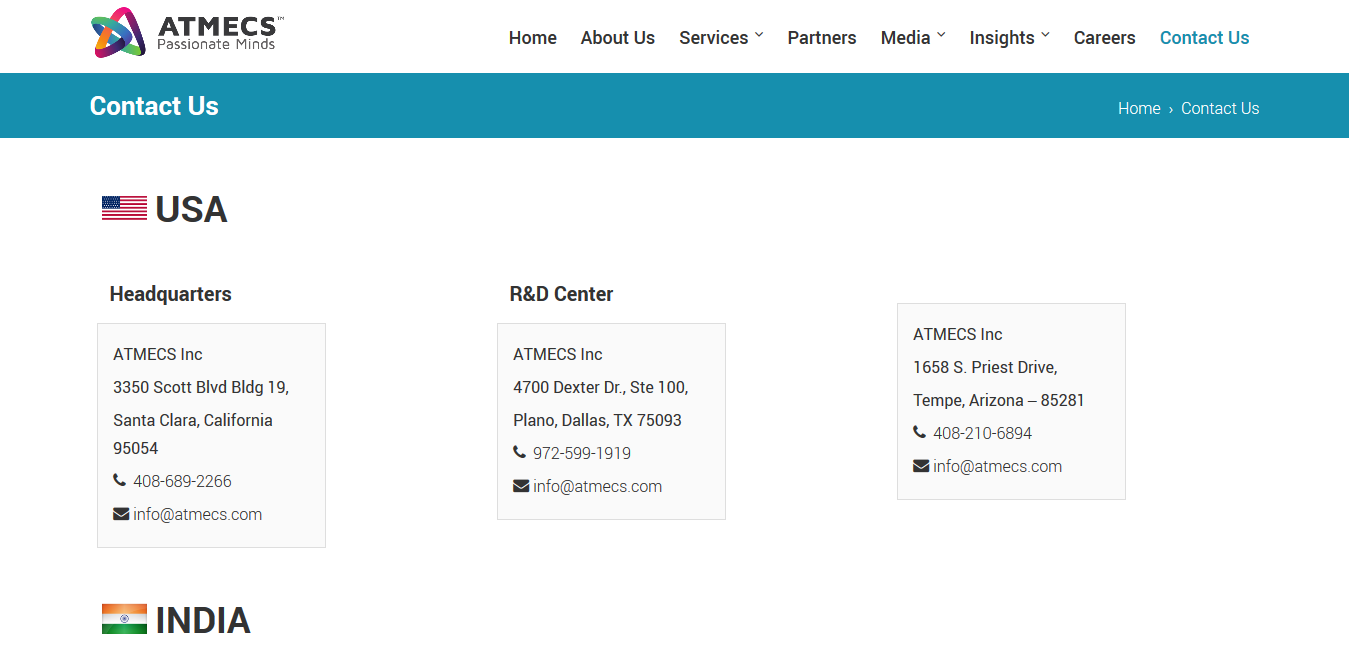 ATMECS™
Passionate Minds
Home About Us Services Partners Media Insights Careers Contact Us
Contact Us
Home › Contact Us
USA
Headquarters
ATMECS Inc
3350 Scott Blvd Bldg 19,
Santa Clara, California
95054
408-689-2266
info@atmecs.com
R&D Center
ATMECS Inc
4700 Dexter Dr., Ste 100,
Plano, Dallas, TX 75093
972-599-1919
info@atmecs.com
ATMECS Inc
1658 S. Priest Drive,
Tempe, Arizona – 85281
408-210-6894
info@atmecs.com
INDIA